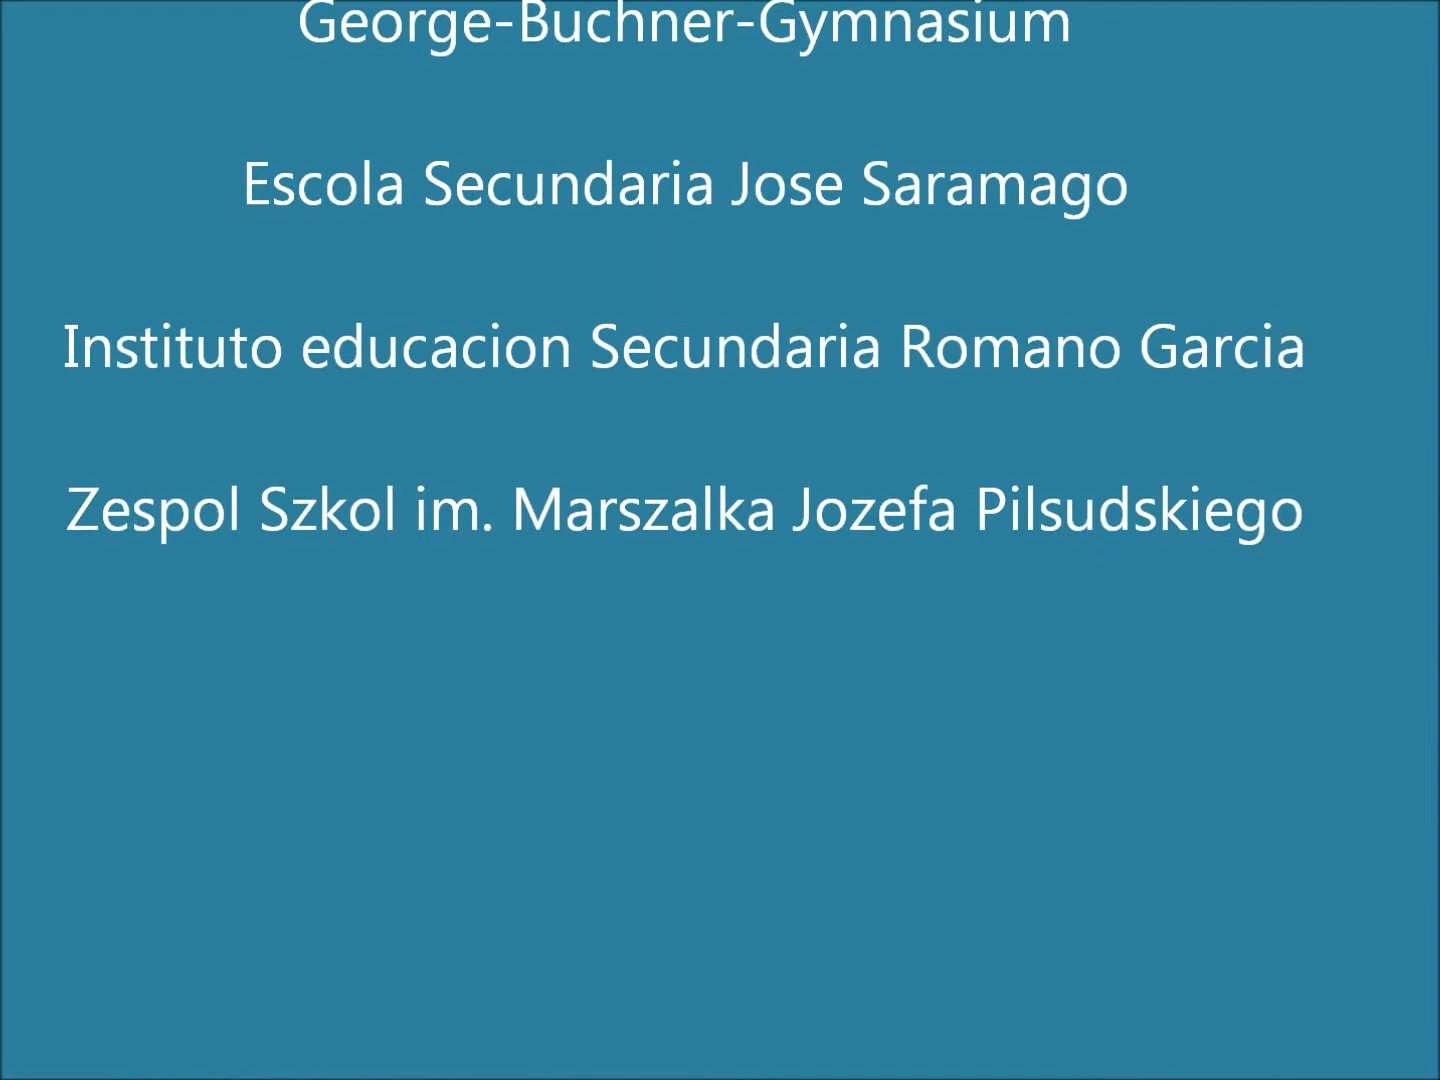 George-Buchner-Gymnasium
Escola Secundaria Jose Saramago
Instituto educacion Secundaria Romano Garcia
Zespol Szkol im. Marszalka Jozefa Pilsudskiego